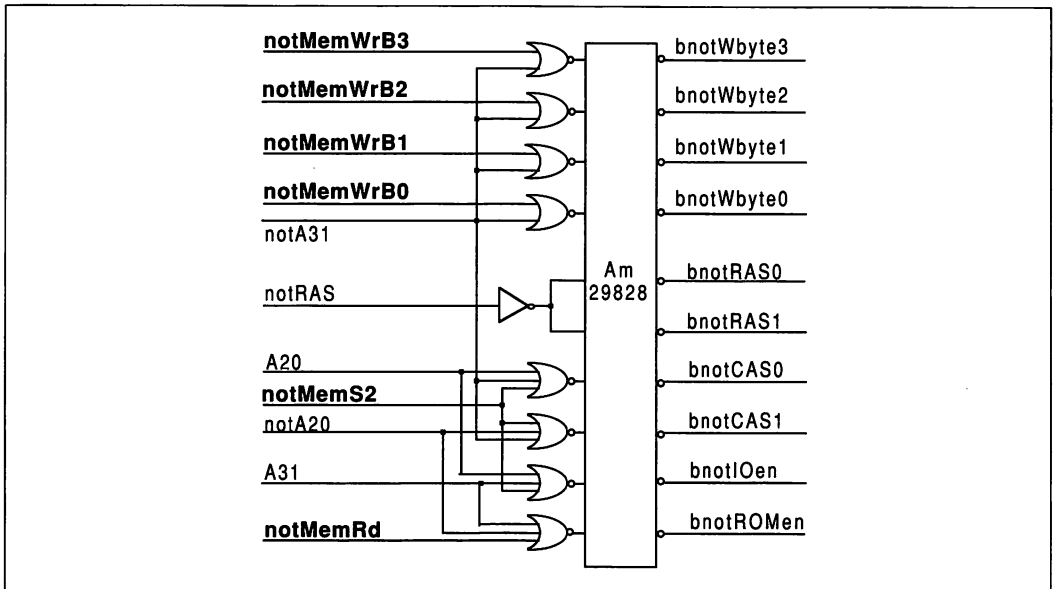 notMemWrB3
bnotWbyte3
notMemWrB2
bnotWbyte2
notMemWrB1
bnotWbyte1
notMemWrB0
bnotWbyte0
notA31
Am
29828
bnotRAS0
notRAS
bnotRAS1
A20
bnotCAS0
notMemS2
notA20
bnotCAS1
A31
bnotIOen
notMemRd
bnotROMen